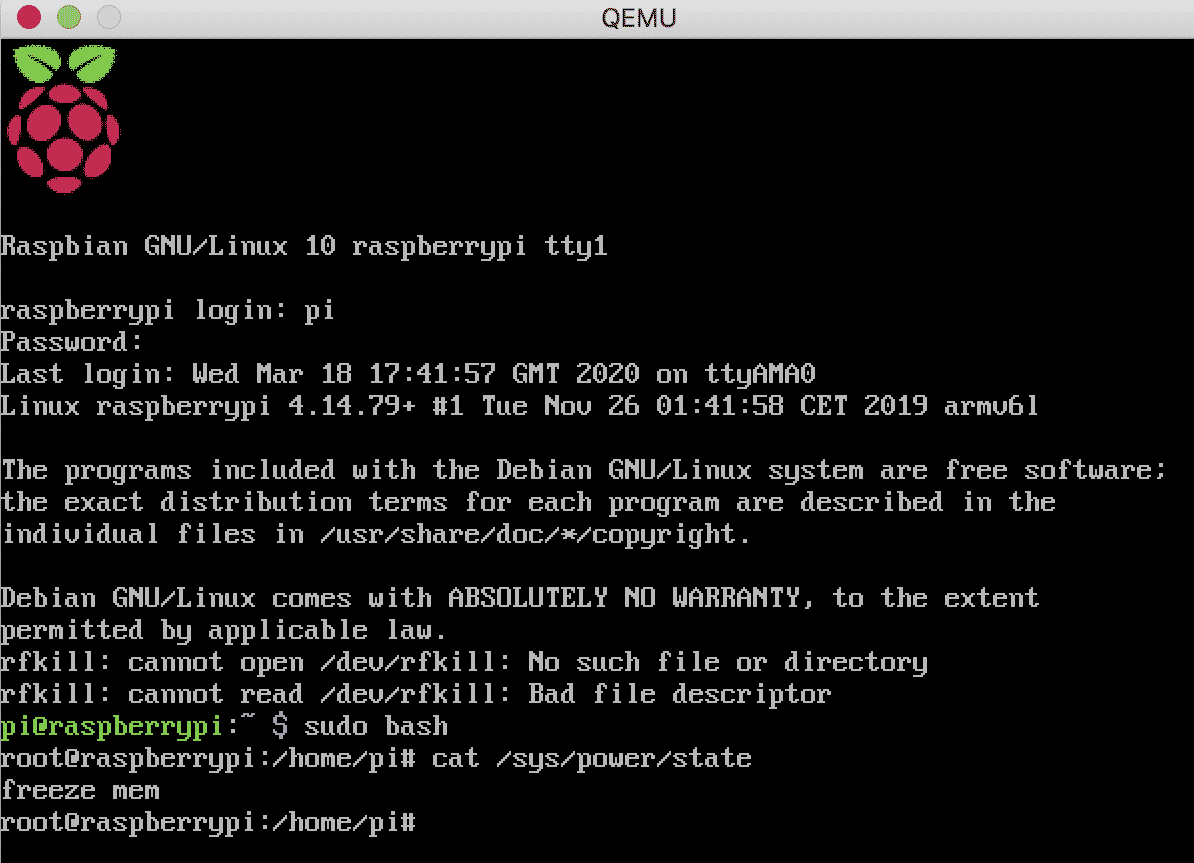 QEMU
Raspbian GNU/Linux 10 raspberrypi tty1
raspberrypi login: pi
Password:
Last login: Wed Mar 18 17:41:57 GMT 2020 on ttyAMA0
Linux raspberrypi 4.14.79+ #1 Tue Nov 26 01:41:58 CET 2019 armv6l
The programs included with the Debian GNU/Linux system are free software;
the exact distribution terms for each program are described in the
individual files in /usr/share/doc/*/copyright.
Debian GNU/Linux comes with ABSOLUTELY NO WARRANTY, to the extent
permitted by applicable law.
rfkill: cannot open /dev/rfkill: No such file or directory
rfkill: cannot read /dev/rfkill: Bad file descriptor
pi@raspberrypi:~ $ sudo bash
root@raspberrypi:/home/pi# cat /sys/power/state
freeze mem
root@raspberrypi:/home/pi#